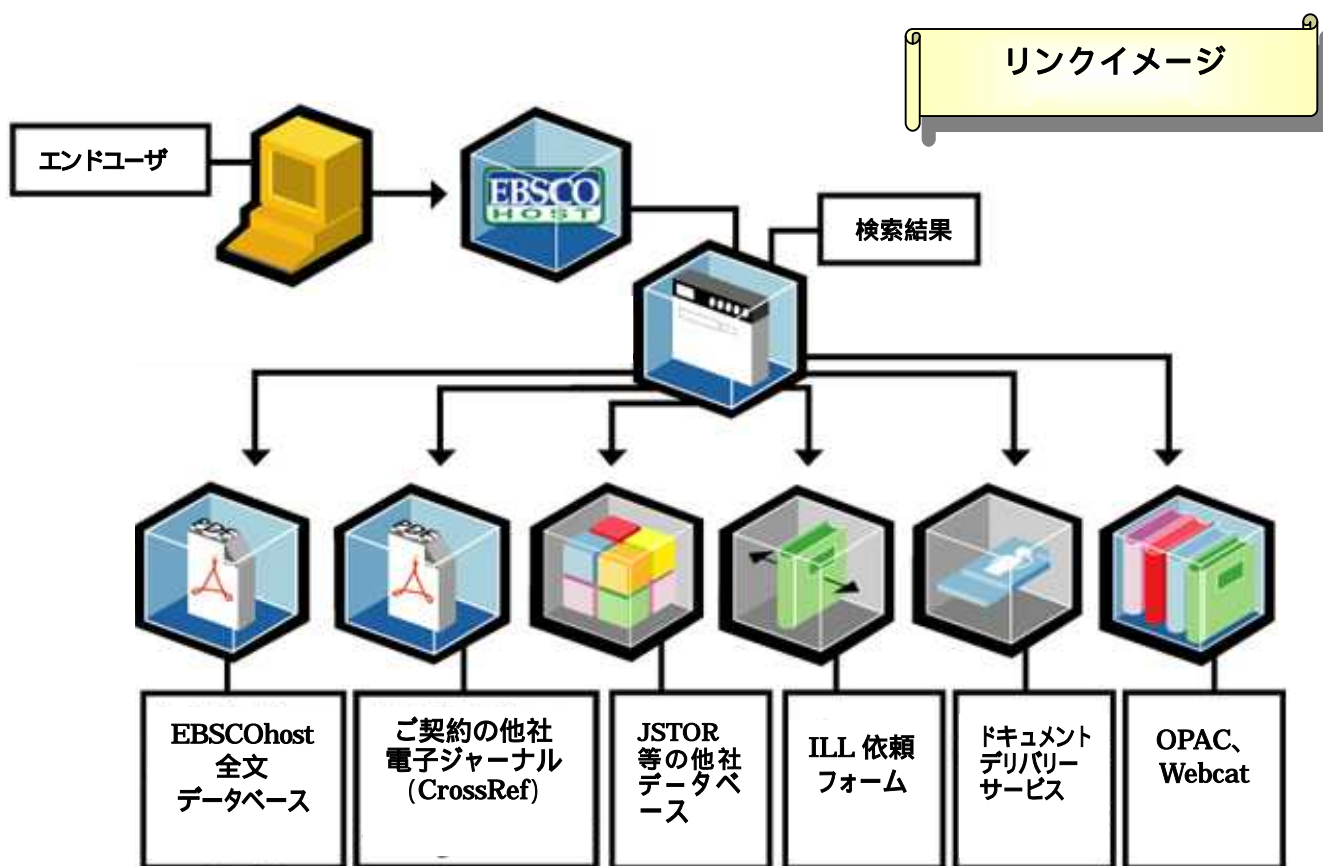 リンクイメージ
エンドユーザ
EBSCO
HOST
検索結果
PDF
PDF
EBSCOhost
全文
データベース
ご契約の他社
電子ジャーナル
(CrossRef)
JSTOR
等の他社
データベ
ース
ILL 依頼
フォーム
ドキュメント
デリバリー
サービス
OPAC、
Webcat